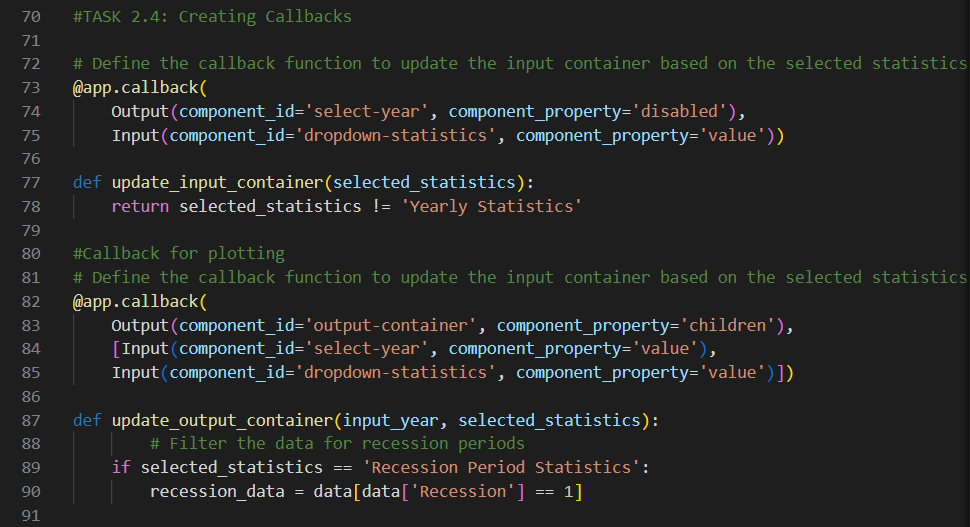 70 #TASK 2.4: Creating Callbacks
71
72 # Define the callback function to update the input container based on the selected statistics
73 @app.callback(
74     Output(component_id='select-year', component_property='disabled'),
75     Input(component_id='dropdown-statistics', component_property='value'))
76
77 def update_input_container(selected_statistics):
78     return selected_statistics != 'Yearly Statistics'
79
80 #Callback for plotting
81 # Define the callback function to update the input container based on the selected statistics
82 @app.callback(
83     Output(component_id='output-container', component_property='children'),
84     [Input(component_id='select-year', component_property='value'),
85     Input(component_id='dropdown-statistics', component_property='value')])
86
87 def update_output_container(input_year, selected_statistics):
88         # Filter the data for recession periods
89     if selected_statistics == 'Recession Period Statistics':
90         recession_data = data[data['Recession'] == 1]
91